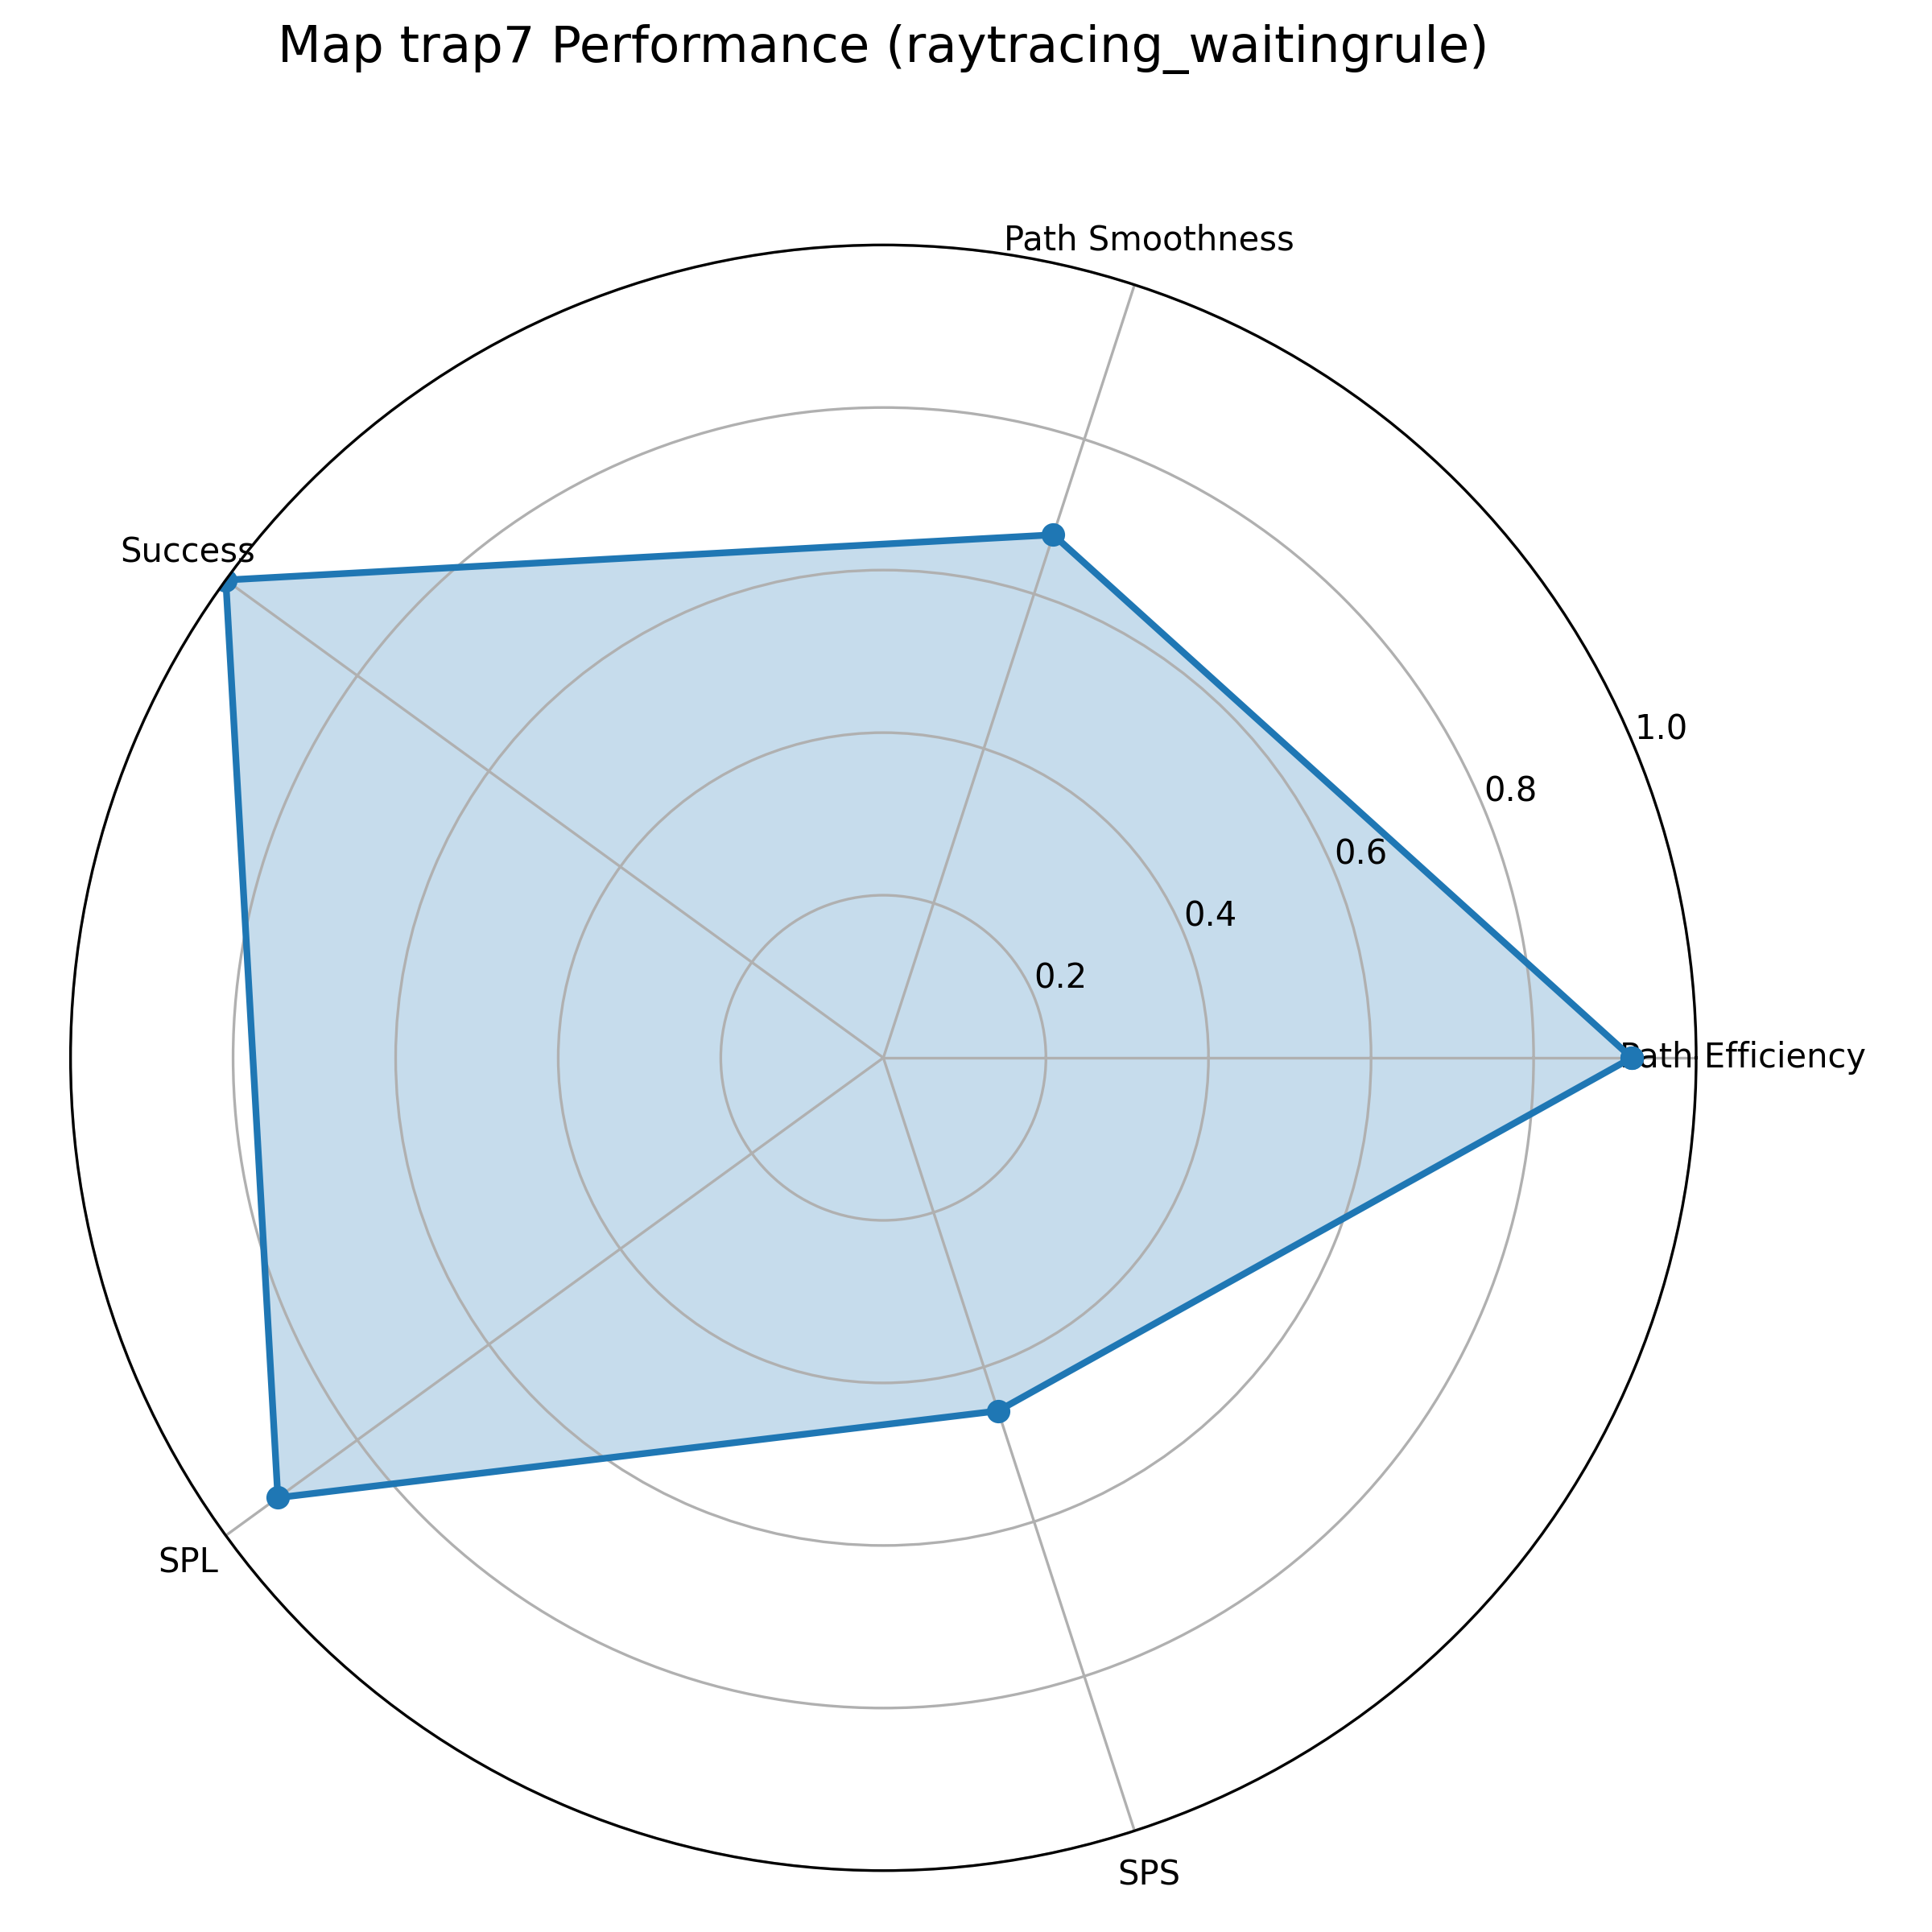 Map trap7 Performance (raytracing_waitingrule)
Path Smoothness
Success
1.0
0.8
0.6
0.4
0.2
Path Efficiency
SPL
SPS